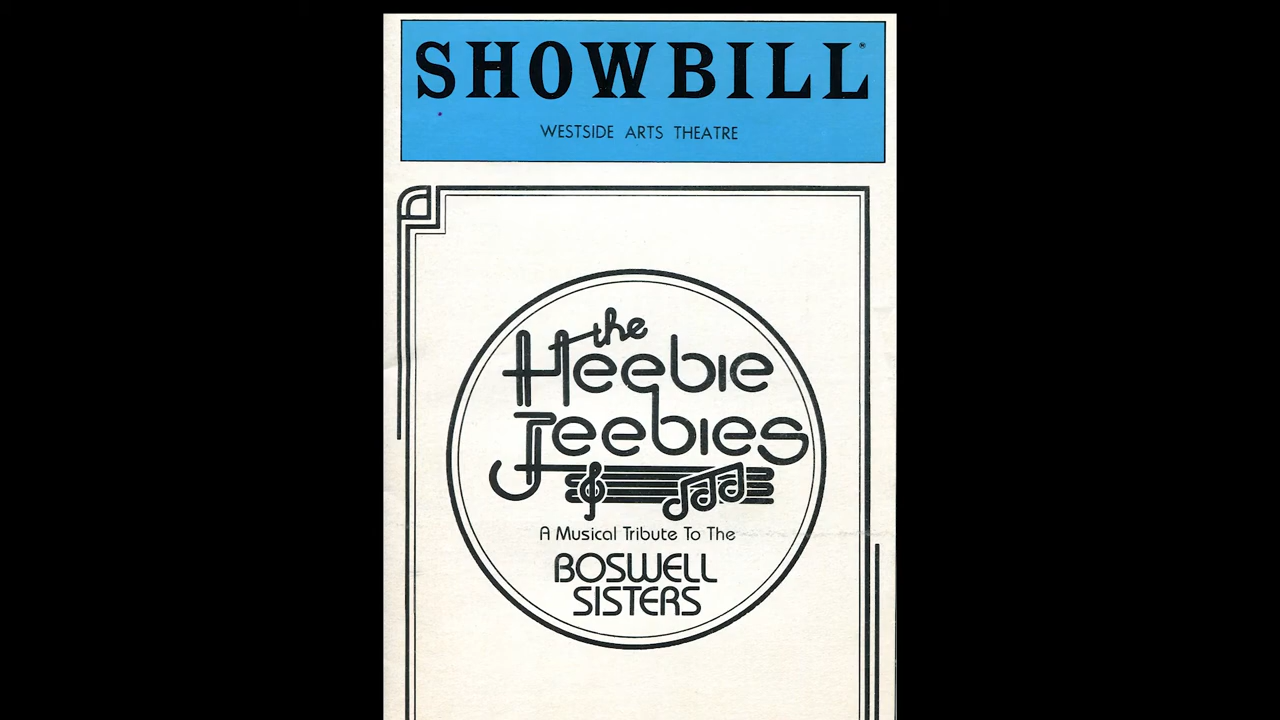 SHOWBILL®
WESTSIDE ARTS THEATRE
the
Heebie
Jeebies
A Musical Tribute To The
BOSWELL
SISTERS